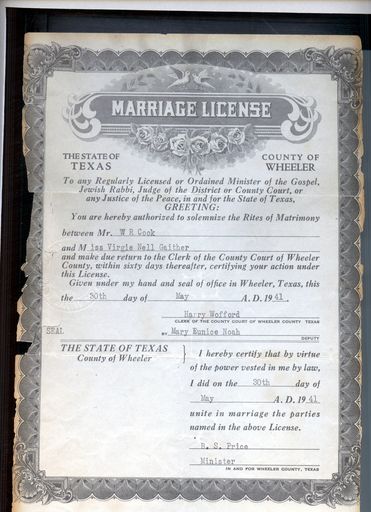 MARRIAGE LICENSE
THE STATE OF
TEXAS
COUNTY OF
WHEELER
To any Regularly Licensed or Ordained Minister of the Gospel,
Jewish Rabbi, Judge of the District or County Court, or
any Justice of the Peace, in and for the State of Texas,
GREETING:
You are hereby authorized to solemnize the Rites of Matrimony
between Mr. W R Cook
and M iss Virgie Nell Gaither
and make due return to the Clerk of the County Court of Wheeler
County, within sixty days thereafter, certifying your action under
this License.
Given under my hand and seal of office in Wheeler, Texas, this
the 30th day of May A. D. 1941
Harry Wofford
CLERK OF THE COUNTY COURT OF WHEELER COUNTY TEXAS
SEAL
BY Mary Eunice Noah
DEPUTY
THE STATE OF TEXAS
County of Wheeler
I hereby certify that by virtue
of the power vested in me by law,
I did on the 30th day of
May A. D. 1941
unite in marriage the parties
named in the above License.
R. S. Price
Minister
IN AND FOR WHEELER COUNTY, TEXAS